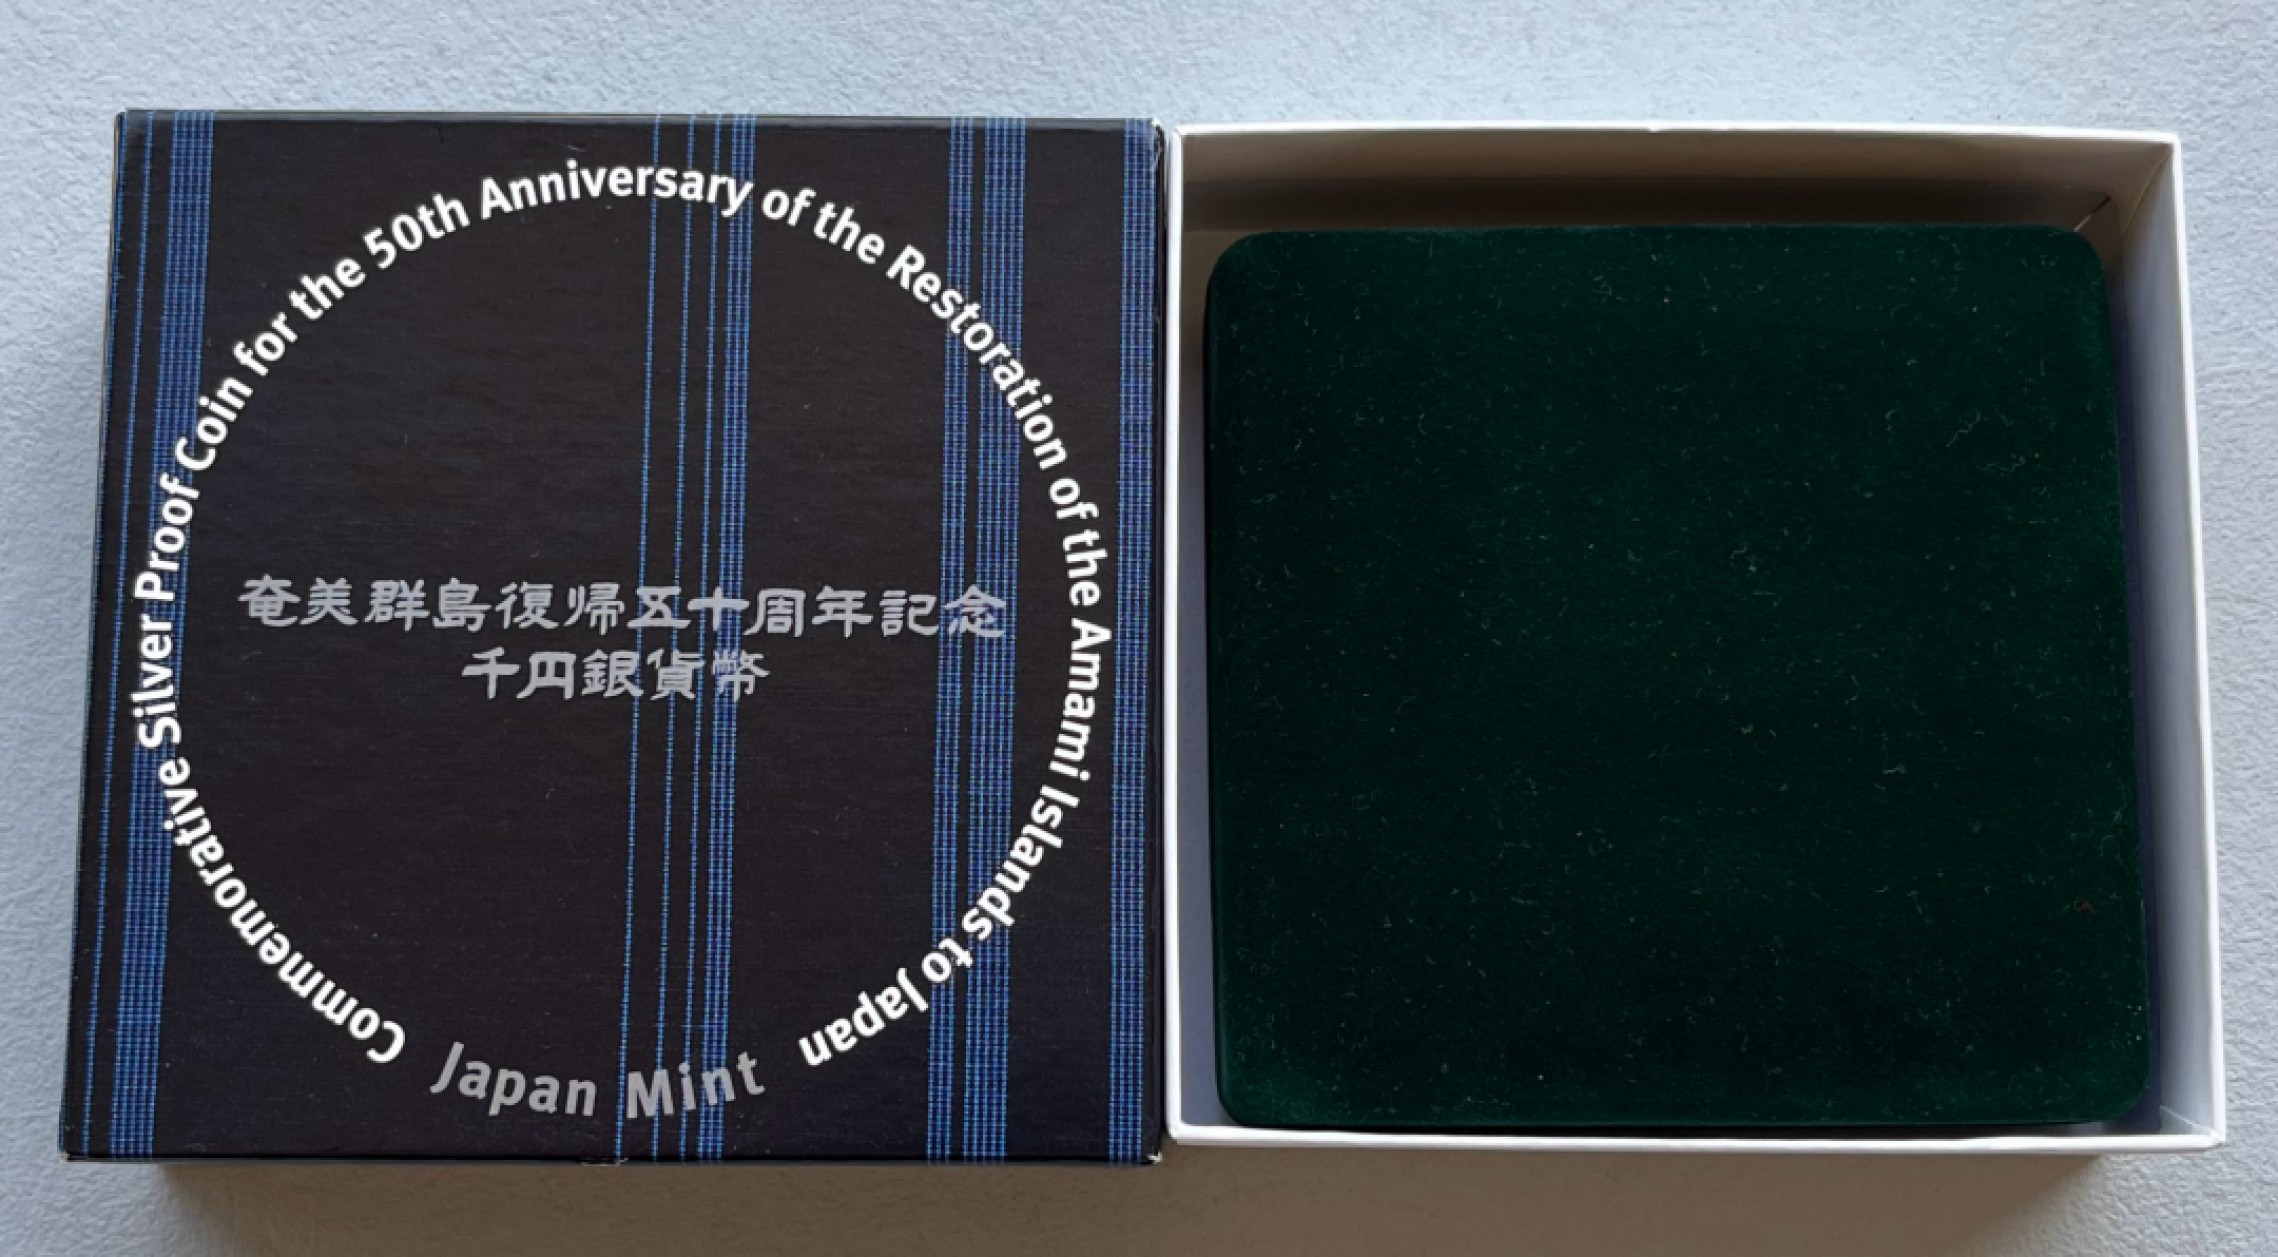 Commemorative Silver Proof Coin for the 50th Anniversary of the Restoration of the Amami Islands to Japan
奄美群島復帰五十周年記念
千円銀貨幣
Japan Mint